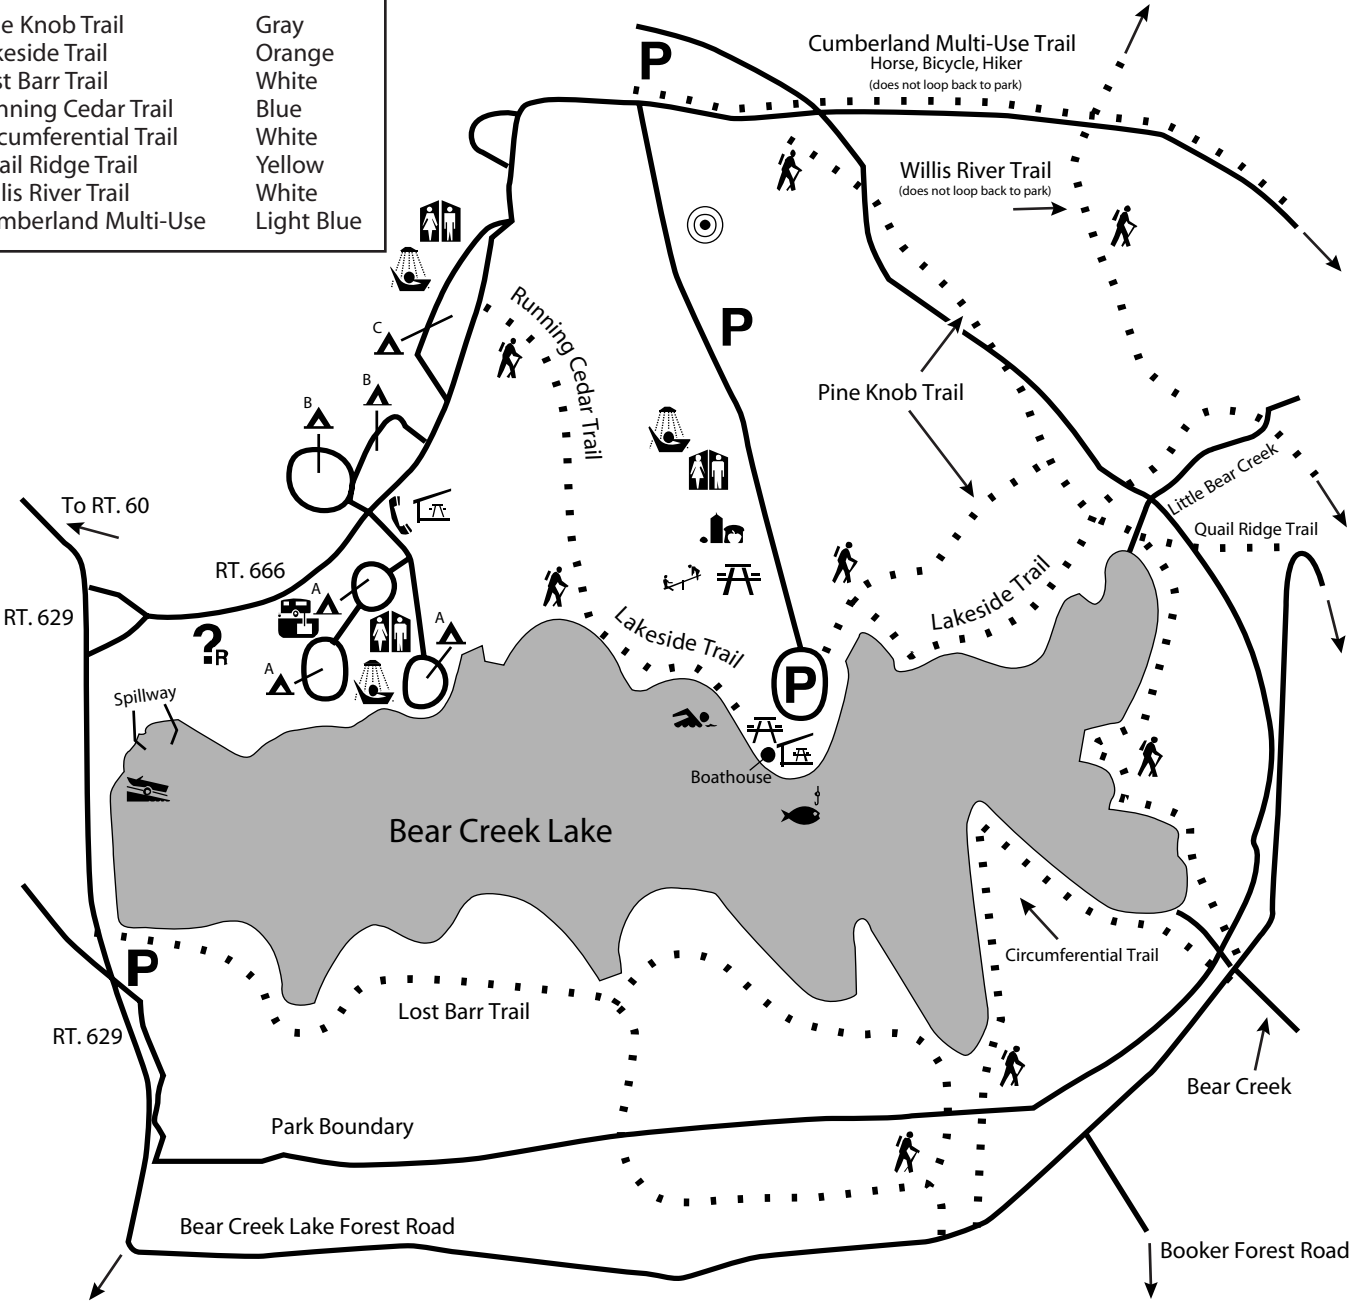 e Knob Trail Gray
keside Trail Orange
st Barr Trail White
nning Cedar Trail Blue
cumferential Trail White
ail Ridge Trail Yellow
llis River Trail White
mberland Multi-Use Light Blue
P
Cumberland Multi-Use Trail
Horse, Bicycle, Hiker
(does not loop back to park)
Willis River Trail
(does not loop back to park)
Running Cedar Trail
P
C
B
B
Pine Knob Trail
Little Bear Creek
To RT. 60
Quail Ridge Trail
RT. 666
A
Lakeside Trail
RT. 629
?R
A
A
Lakeside Trail
P
Spillway
Boathouse
Bear Creek Lake
Circumferential Trail
P
Lost Barr Trail
RT. 629
Bear Creek
Park Boundary
Bear Creek Lake Forest Road
Booker Forest Road